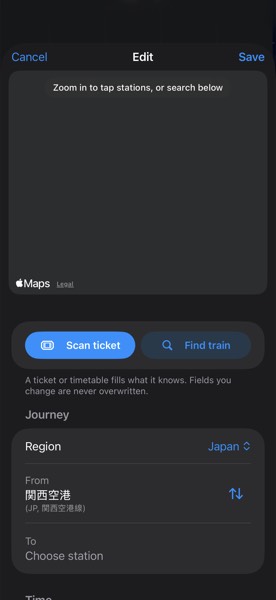 Cancel
Edit
Save
Zoom in to tap stations, or search below
Maps
Legal
Scan ticket
Find train
A ticket or timetable fills what it knows. Fields you
change are never overwritten.
Journey
Region
Japan
From
関西空港
(JP, 関西空港線)
To
Choose station
Time